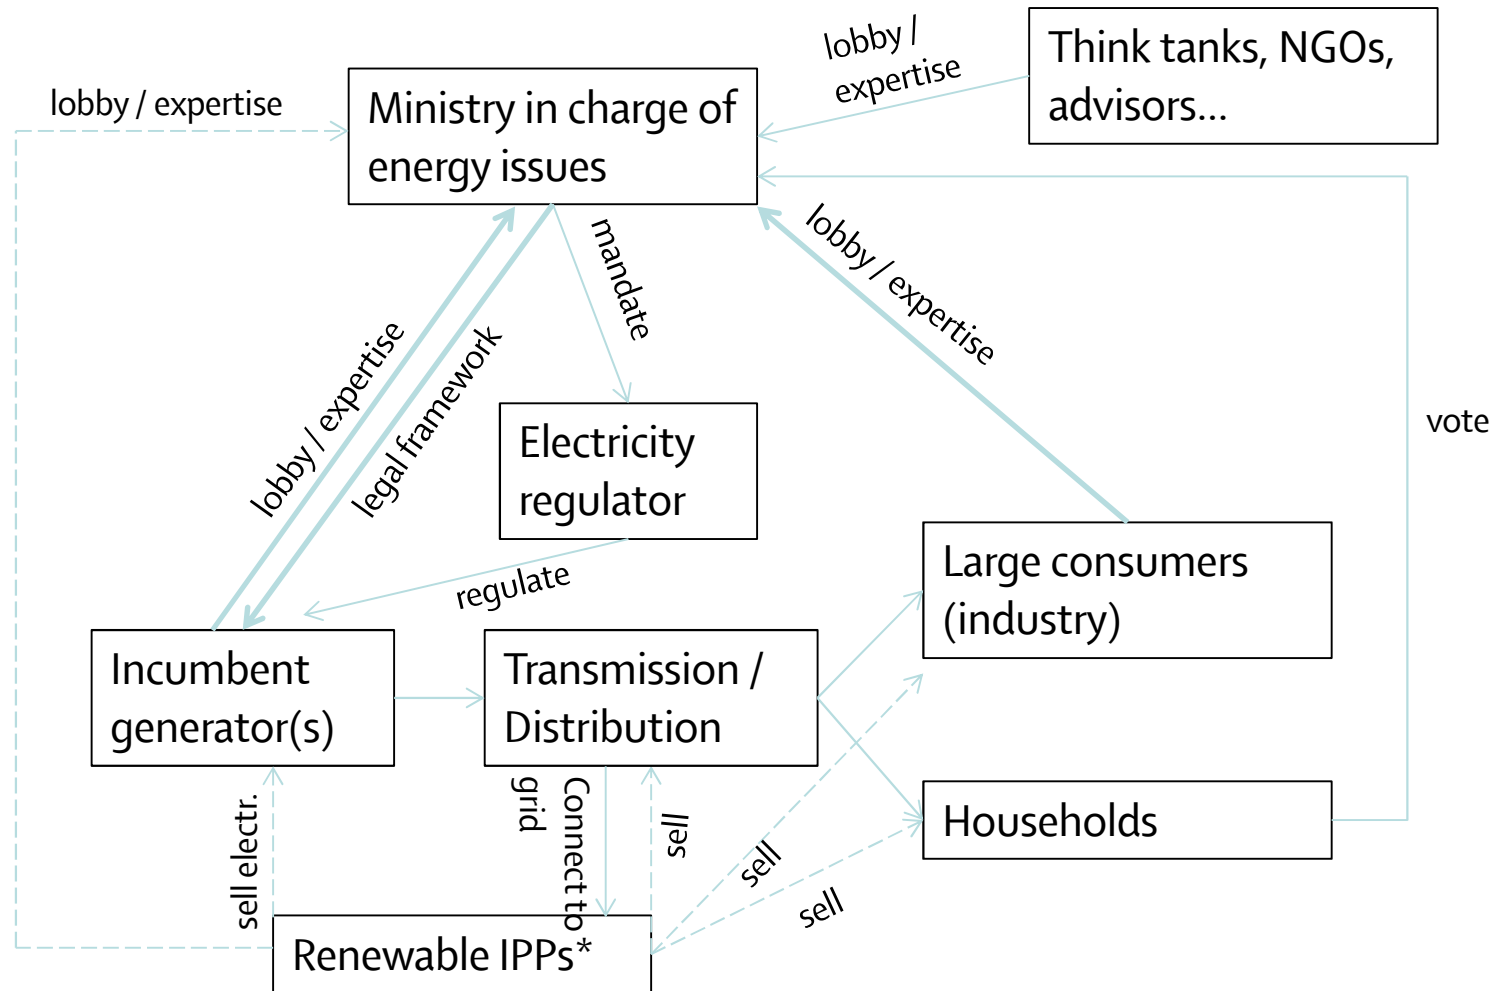 lobby /
expertise
Think tanks, NGOs,
advisors...
lobby / expertise
Ministry in charge of
energy issues
lobby / expertise
legal framework
mandate
lobby / expertise
vote
Electricity
regulator
regulate
Large consumers
(industry)
Incumbent
generator(s)
Transmission /
Distribution
Households
sell electr.
Connect to
grid
sell
sell
sell
Renewable IPPs*